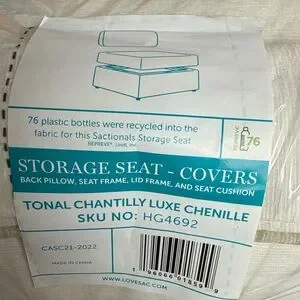 76 plastic bottles were recycled into the
fabric for this Sactionals Storage Seat
REPREVE®, Unifi, Inc.
REPREVE
76
STORAGE SEAT - COVERS
BACK PILLOW, SEAT FRAME, LID FRAME, AND SEAT CUSHION
TONAL CHANTILLY LUXE CHENILLE
SKU NO: HG4692
CASC21-2022
MADE IN CHINA
WWW.LOVESAC.COM